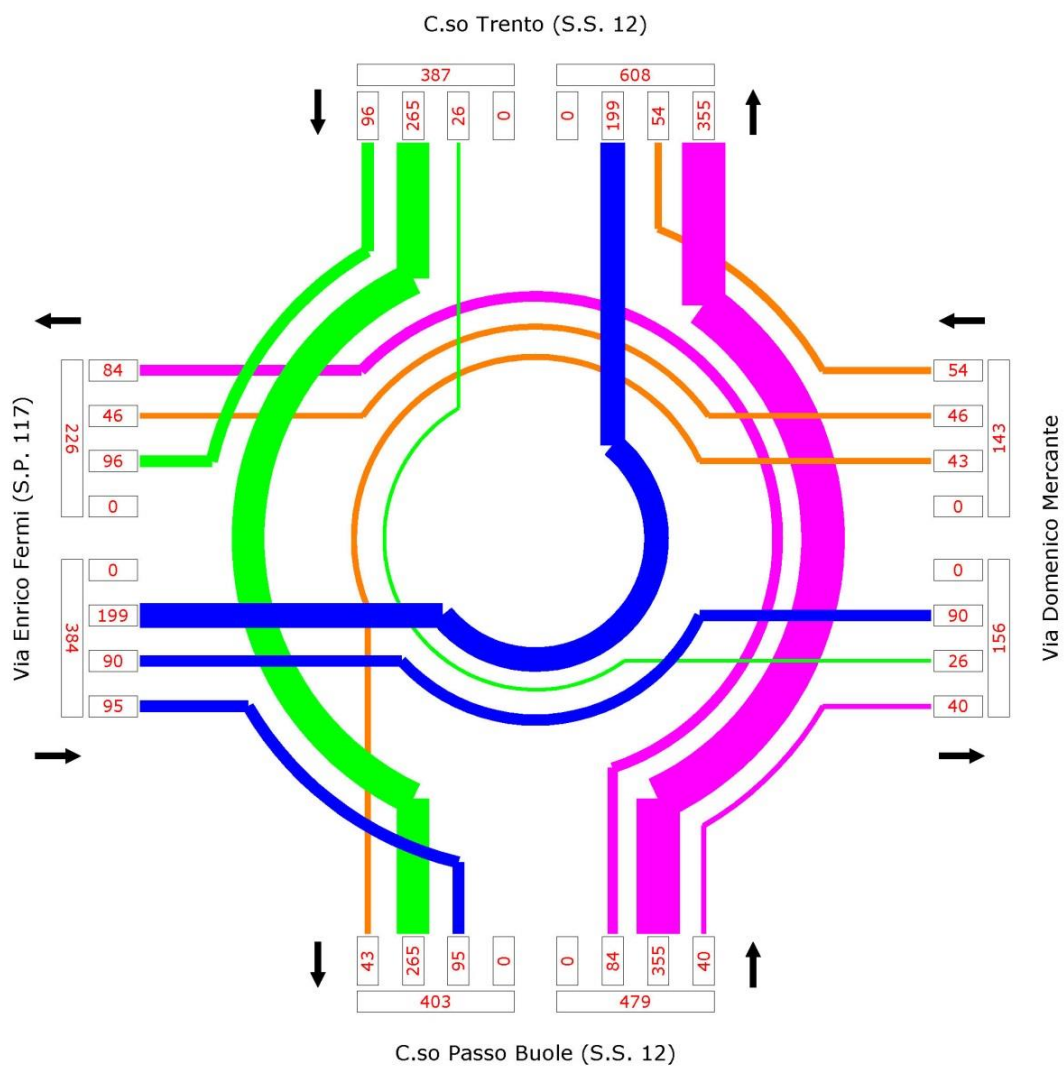 C.so Trento (S.S. 12)
387 608
96 265 26 0 0 199 54 355
84 54
46 46
226 143
96 43
0 0
Via Enrico Fermi (S.P. 117)
Via Domenico Mercante
0 0
199 90
384 156
90 26
95 40
43 265 95 0 0 84 355 40
403 479
C.so Passo Buole (S.S. 12)